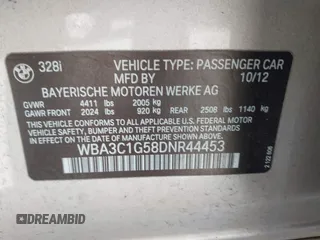 328i VEHICLE TYPE: PASSENGER CAR
MFD BY 10/12
BAYERISCHE MOTOREN WERKE AG
GVWR 4411 lbs 2005 kg
GAWR FRONT 2024 lbs 920 kg REAR 2508 lbs 1140 kg
THIS VEHICLE CONFORMS TO ALL APPLICABLE
FEDERAL MOTOR VEHICLE SAFETY, BUMPER, AND THEFT
PREVENTION STANDARDS IN EFFECT ON THE DATE OF
MANUFACTURE SHOWN ABOVE.
WBA3C1G58DNR44453
DREAMBID
DREAMBID